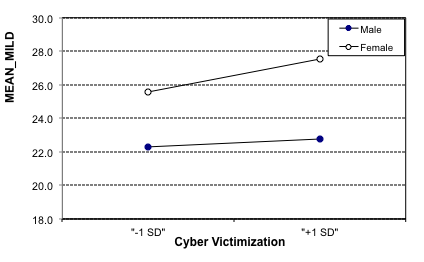 MEAN_MILD
30.0
28.0
26.0
24.0
22.0
20.0
18.0
Male
Female
"-1 SD" "+1 SD"
Cyber Victimization